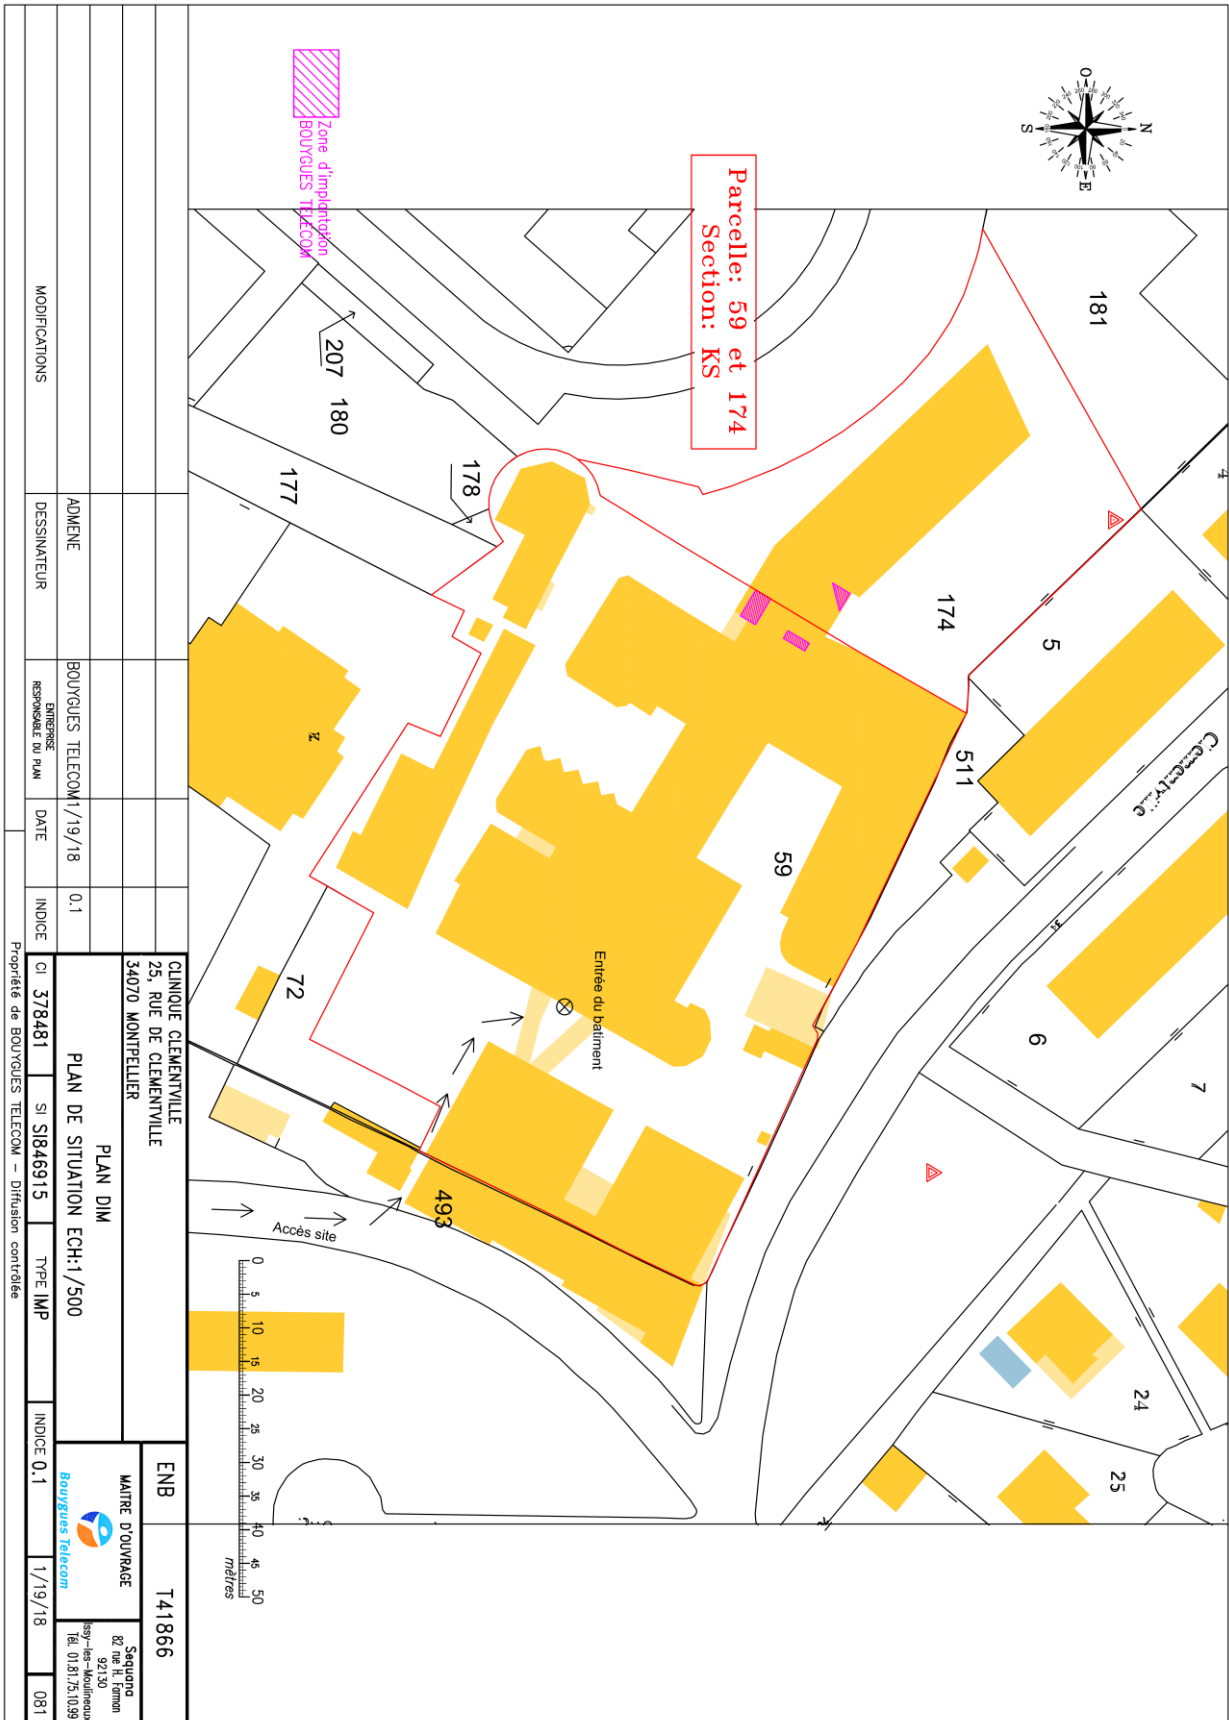 N
O
E
S
Parcelle: 59 et 174
Section: KS
Zone d'implantation
BOUYGUES TELECOM
181
4
5
174
511
Clementville
207
180
178
177
59
6
7
72
493
24
25
Entrée du batiment
Accès site
0 5 10 15 20 25 30 35 40 45 50
mètres
MODIFICATIONS
DESSINATEUR
ENTREPRISE
RESPONSABLE DU PLAN
DATE
INDICE
ADMENE
BOUYGUES TELECOM
1/19/18
0.1
CLINIQUE CLEMENTVILLE
25, RUE DE CLEMENTVILLE
34070 MONTPELLIER
ENB
T41866
PLAN DIM
PLAN DE SITUATION ECH:1/500
MAITRE D'OUVRAGE
Bouygues Telecom
Sequana
82 rue H. Farman
92130
Issy-les-Moulineaux
Tél. 01.81.75.10.99
CI 378481
SI SI846915
TYPE IMP
INDICE 0.1
1/19/18
081
Propriété de BOUYGUES TELECOM - Diffusion contrôlée